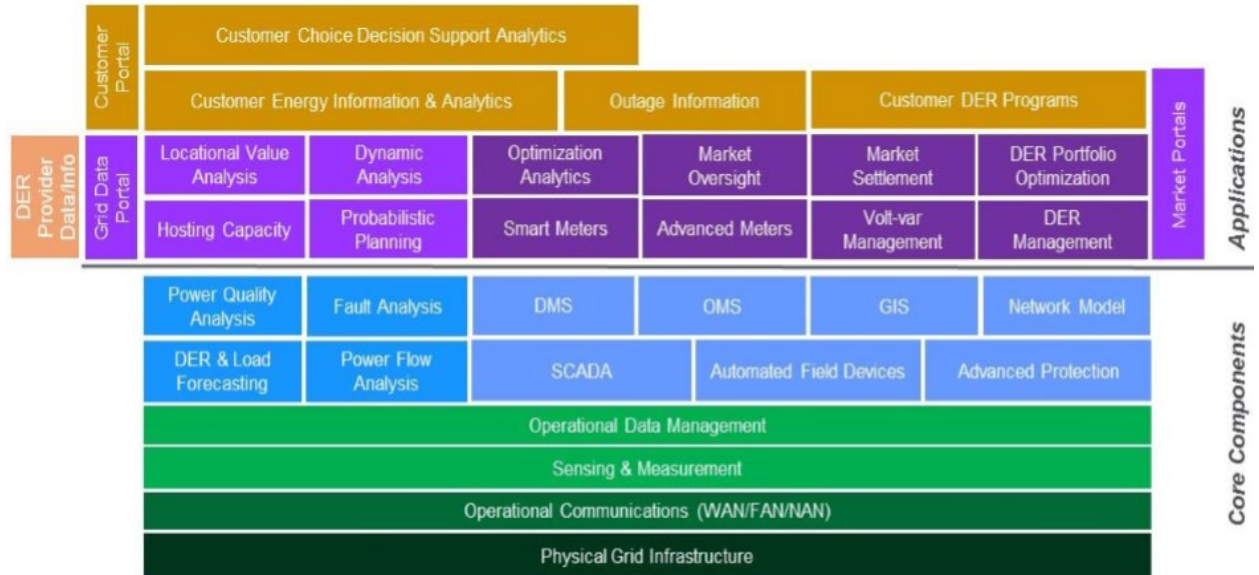 Customer
Portal
Customer Choice Decision Support Analytics
Customer Energy Information & Analytics
Outage Information
Customer DER Programs
DER
Provider
Data/Info
Grid Data
Portal
Locational Value
Analysis
Dynamic
Analysis
Optimization
Analytics
Market
Oversight
Market
Settlement
DER Portfolio
Optimization
Hosting Capacity
Probabilistic
Planning
Smart Meters
Advanced Meters
Volt-var
Management
DER
Management
Market Portals
Applications
Power Quality
Analysis
Fault Analysis
DMS
OMS
GIS
Network Model
DER & Load
Forecasting
Power Flow
Analysis
SCADA
Automated Field Devices
Advanced Protection
Operational Data Management
Sensing & Measurement
Operational Communications (WAN/FAN/NAN)
Physical Grid Infrastructure
Core Components